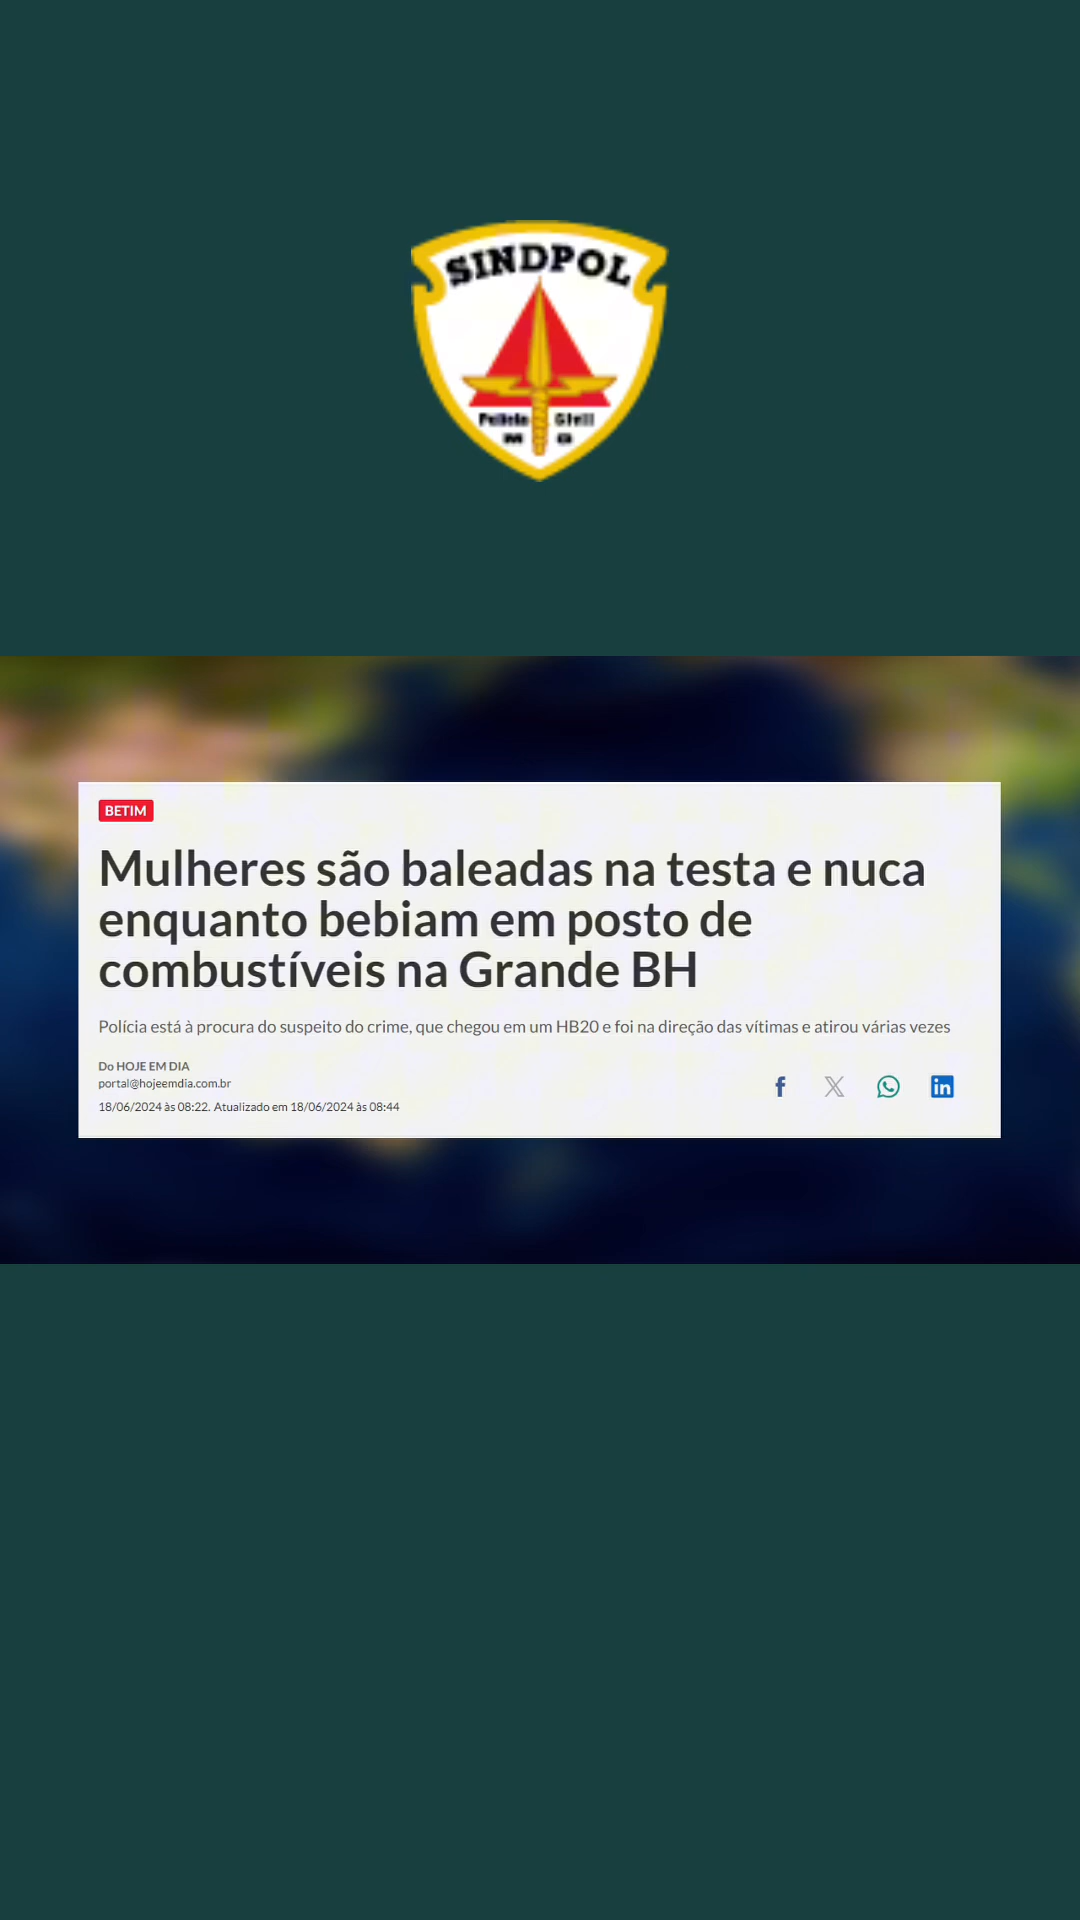 SINDPOL
Policia Civil
M G
BETIM
Mulheres são baleadas na testa e nuca
enquanto bebiam em posto de
combustíveis na Grande BH
Polícia está à procura do suspeito do crime, que chegou em um HB20 e foi na direção das vítimas e atirou várias vezes
Do HOJE EM DIA
portal@hojeemdia.com.br
18/06/2024 às 08:22. Atualizado em 18/06/2024 às 08:44